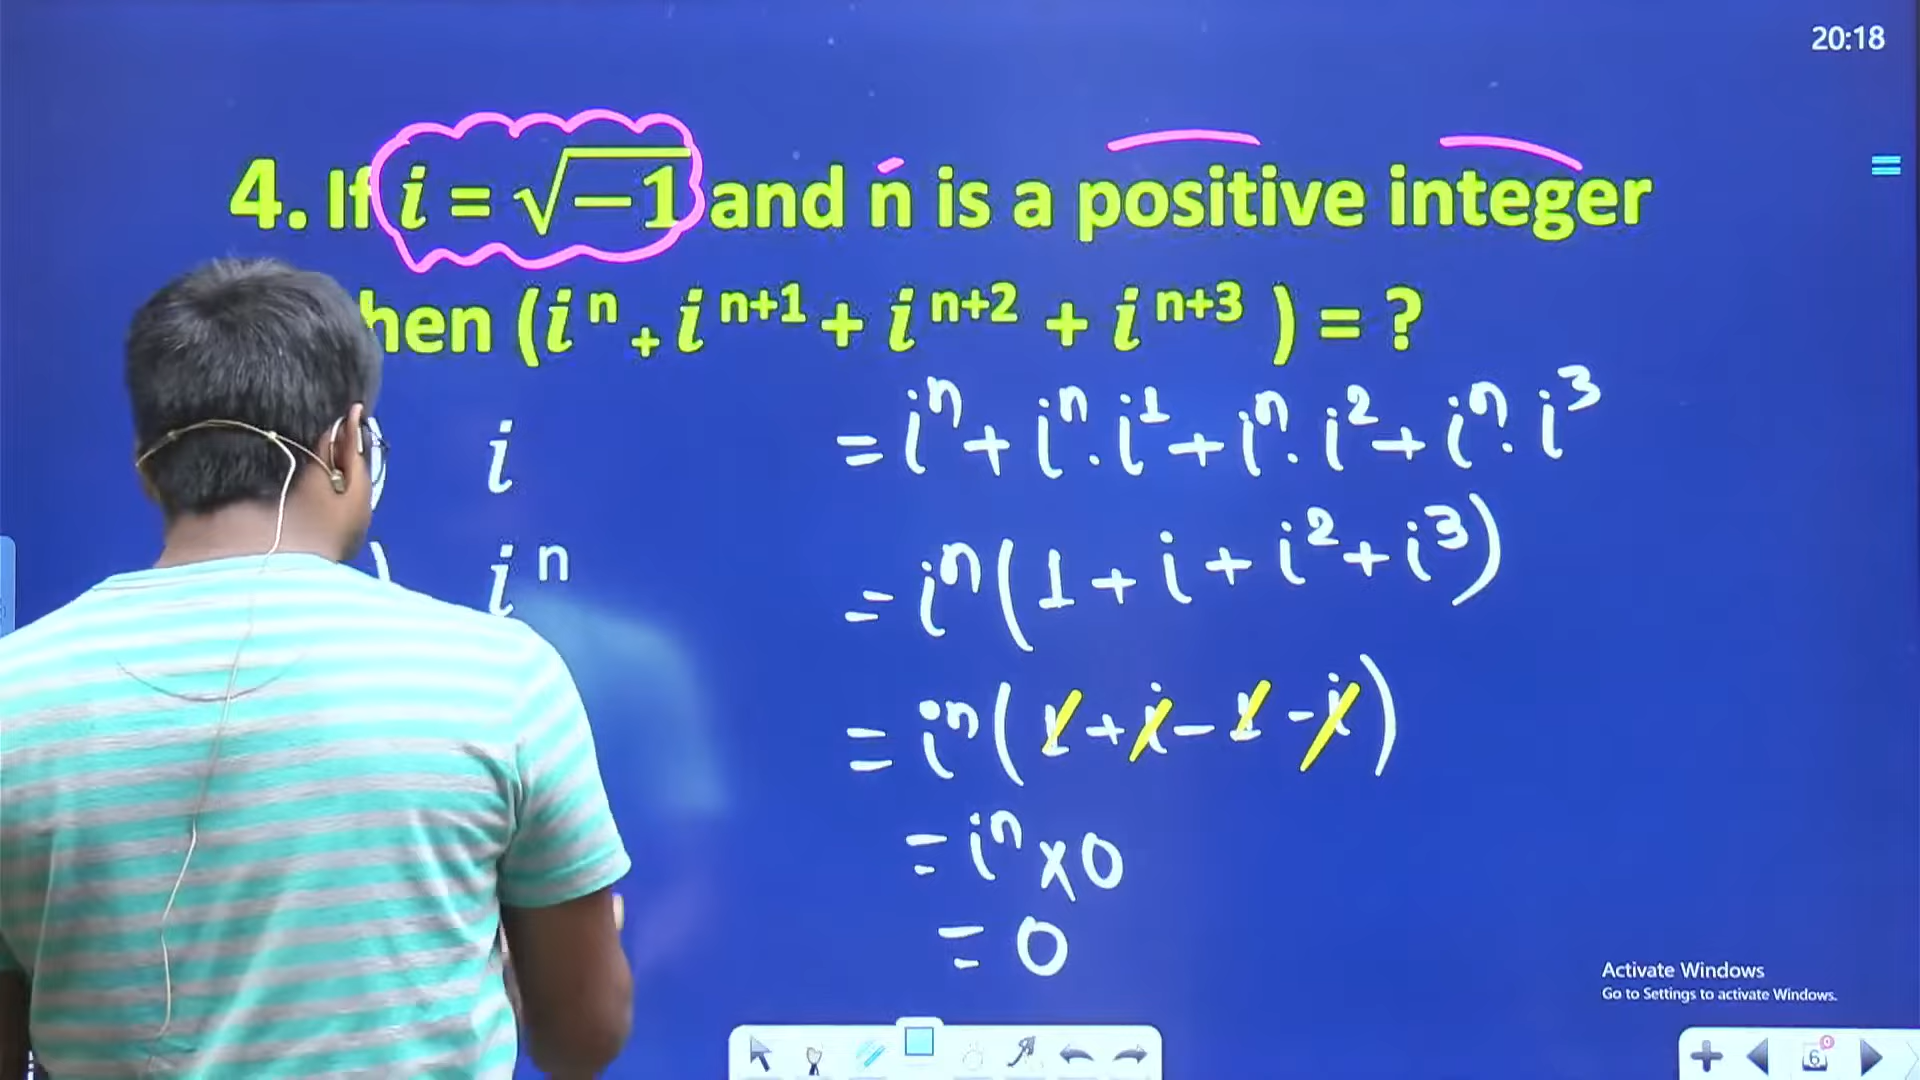 20:18
4. If i = √−1 and n is a positive integer
hen (iⁿ + iⁿ⁺¹ + iⁿ⁺² + iⁿ⁺³ ) = ?
= iⁿ + iⁿ . i¹ + iⁿ . i² + iⁿ . i³
) i
= iⁿ ( 1 + i + i² + i³ )
) iⁿ
= iⁿ ( 1 + i − 1 − i )
= iⁿ × 0
= 0
Activate Windows
Go to Settings to activate Windows.
6 0